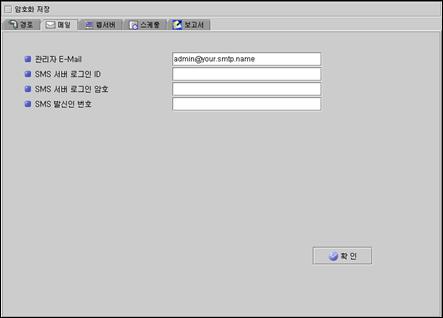 암호화 저장
경로 메일 웹서버 스케줄 보고서
관리자 E-Mail admin@your.smtp.name
SMS 서버 로그인 ID
SMS 서버 로그인 암호
SMS 발신인 번호
확 인